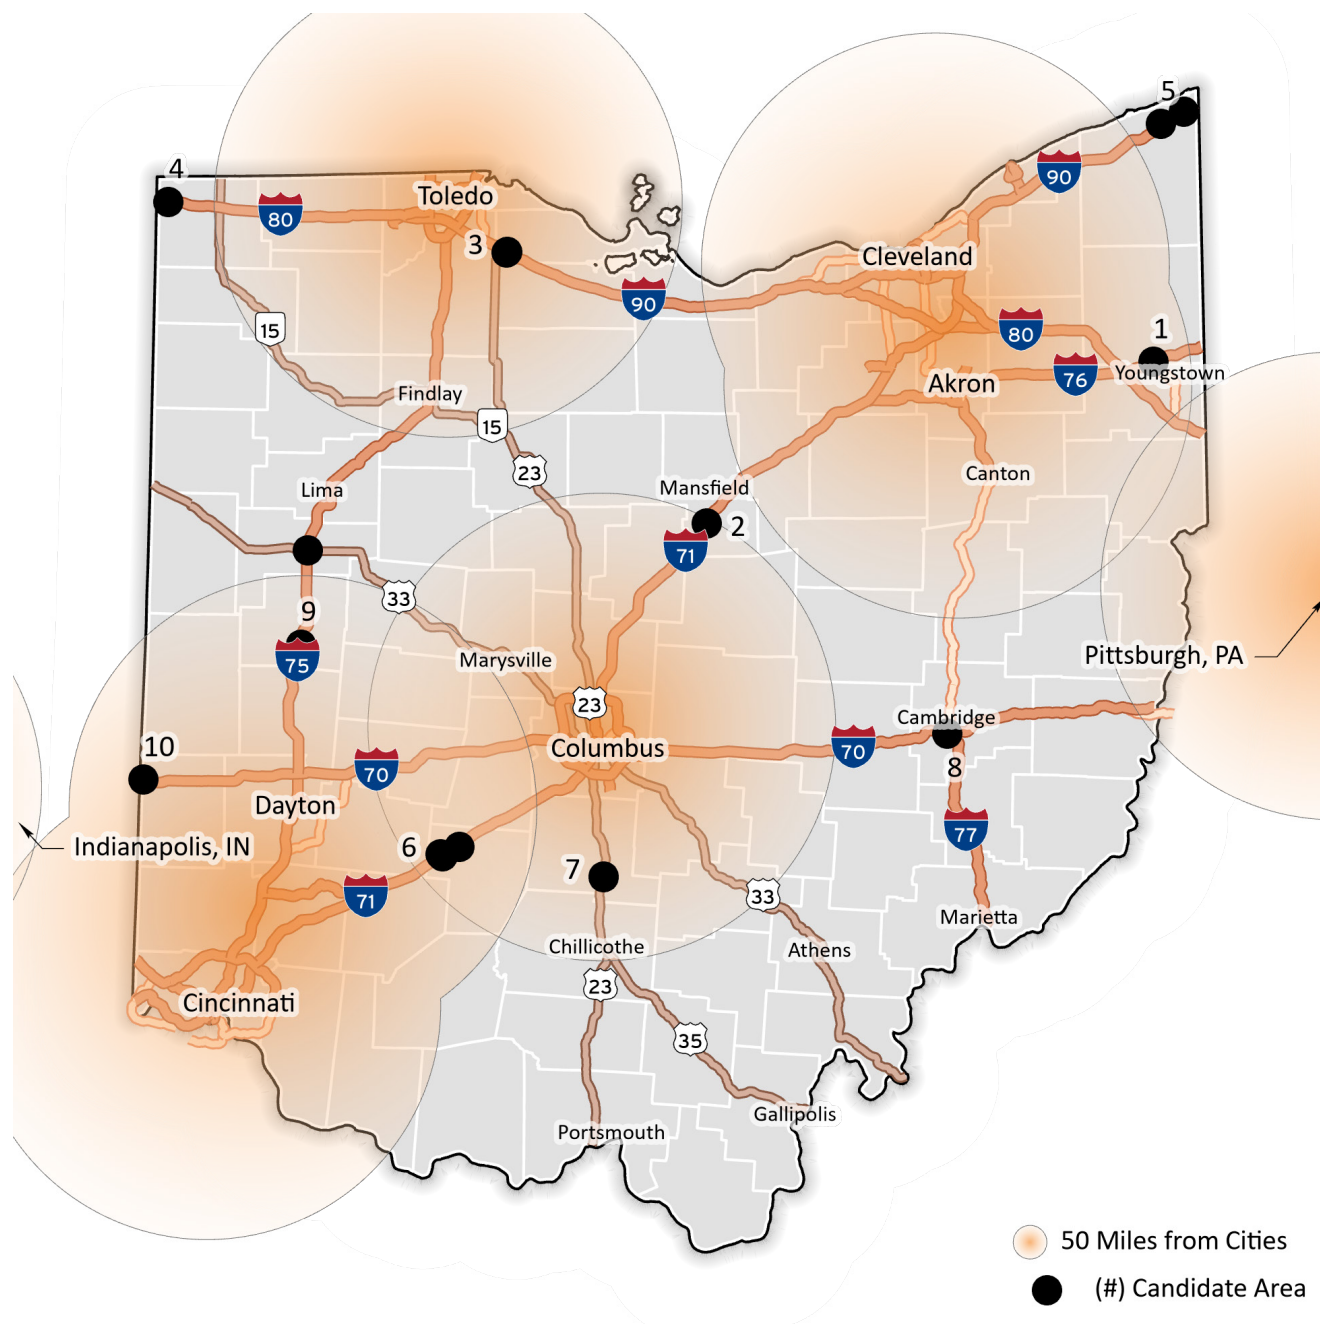 5
4
90
80
Toledo
3
Cleveland
90
15
80
1
76
Youngstown
Akron
Findlay
15
23
Canton
Lima
Mansfield
2
71
33
9
75
Marysville
Pittsburgh, PA
23
Cambridge
10
Columbus
70
70
8
Dayton
77
6
Indianapolis, IN
7
71
33
Marietta
Chillicothe
Athens
23
Cincinnati
35
Gallipolis
Portsmouth
50 Miles from Cities
(#) Candidate Area